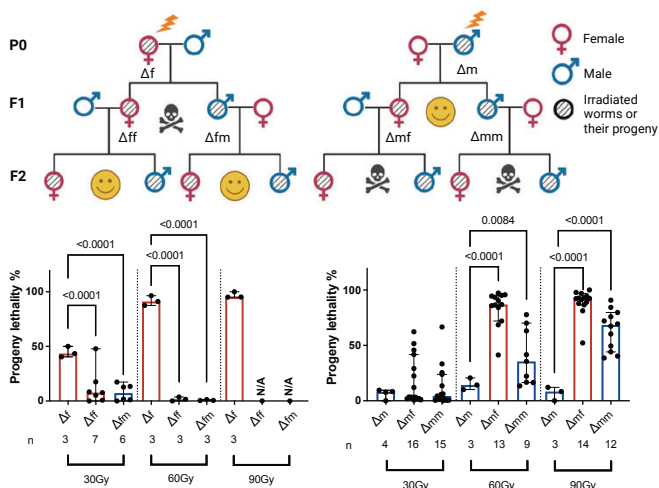 P0
F1
F2
Δf
Δff
Δfm
Δm
Δmf
Δmm
Female
Male
Irradiated
worms or
their progeny
Progeny lethality %
100
50
0
<0.0001
<0.0001
<0.0001
<0.0001
N/A
N/A
Δf Δff Δfm Δf Δff Δfm Δf Δff Δfm
n 3 7 6 3 3 3 3
30Gy 60Gy 90Gy
Progeny lethality %
100
50
0
0.0084
<0.0001
<0.0001
<0.0001
Δm Δmf Δmm Δm Δmf Δmm Δm Δmf Δmm
n 4 16 15 3 13 9 3 14 12
30Gy 60Gy 90Gy